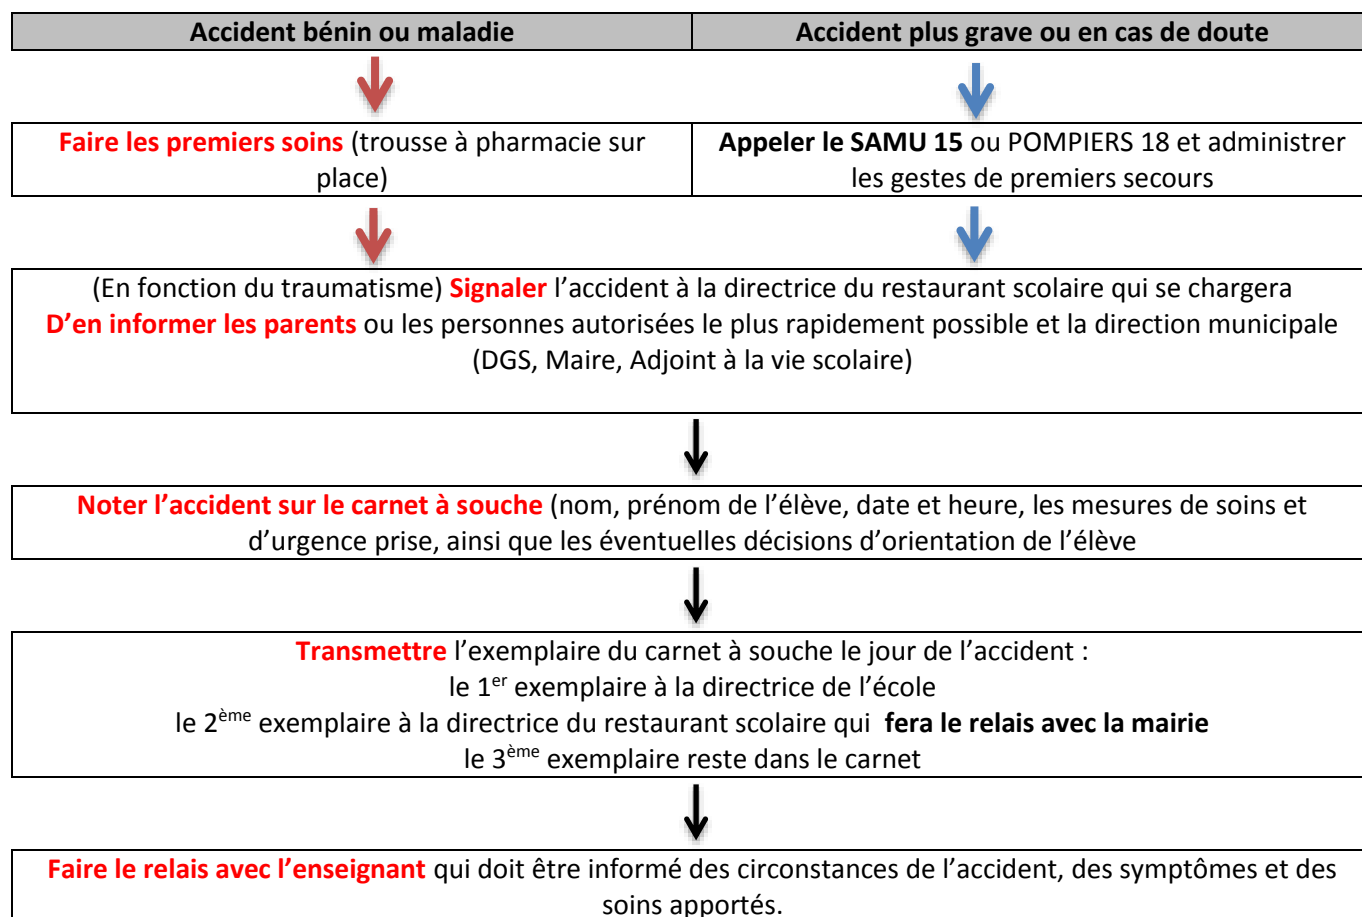 Accident bénin ou maladie
Accident plus grave ou en cas de doute
Faire les premiers soins (trousse à pharmacie sur
place)
Appeler le SAMU 15 ou POMPIERS 18 et administrer
les gestes de premiers secours
(En fonction du traumatisme) Signaler l’accident à la directrice du restaurant scolaire qui se chargera
D’en informer les parents ou les personnes autorisées le plus rapidement possible et la direction municipale
(DGS, Maire, Adjoint à la vie scolaire)
Noter l’accident sur le carnet à souche (nom, prénom de l’élève, date et heure, les mesures de soins et
d’urgence prise, ainsi que les éventuelles décisions d’orientation de l’élève
Transmettre l’exemplaire du carnet à souche le jour de l’accident :
le 1er exemplaire à la directrice de l’école
le 2ème exemplaire à la directrice du restaurant scolaire qui fera le relais avec la mairie
le 3ème exemplaire reste dans le carnet
Faire le relais avec l’enseignant qui doit être informé des circonstances de l’accident, des symptômes et des
soins apportés.